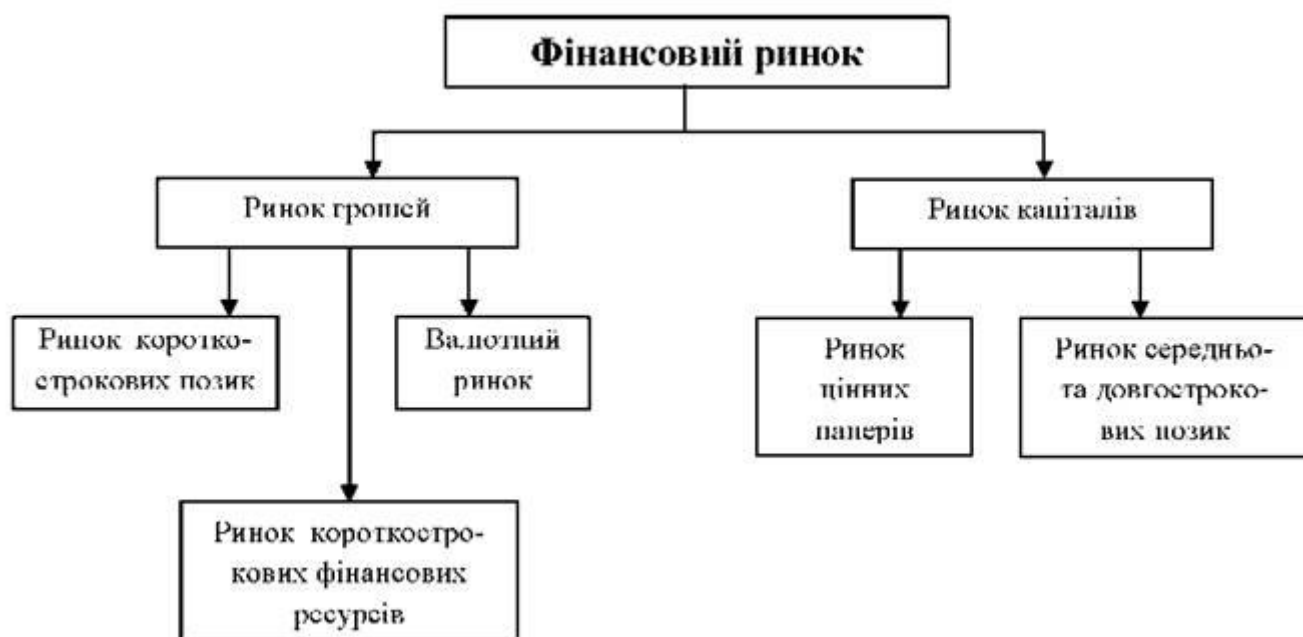 Фінансовий ринок
Ринок грошей
Ринок капіталів
Ринок коротко-
строкових позик
Валютний
ринок
Ринок
цінних
паперів
Ринок середньо-
та довгостроко-
вих позик
Ринок короткостро-
кових фінансових
ресурсів